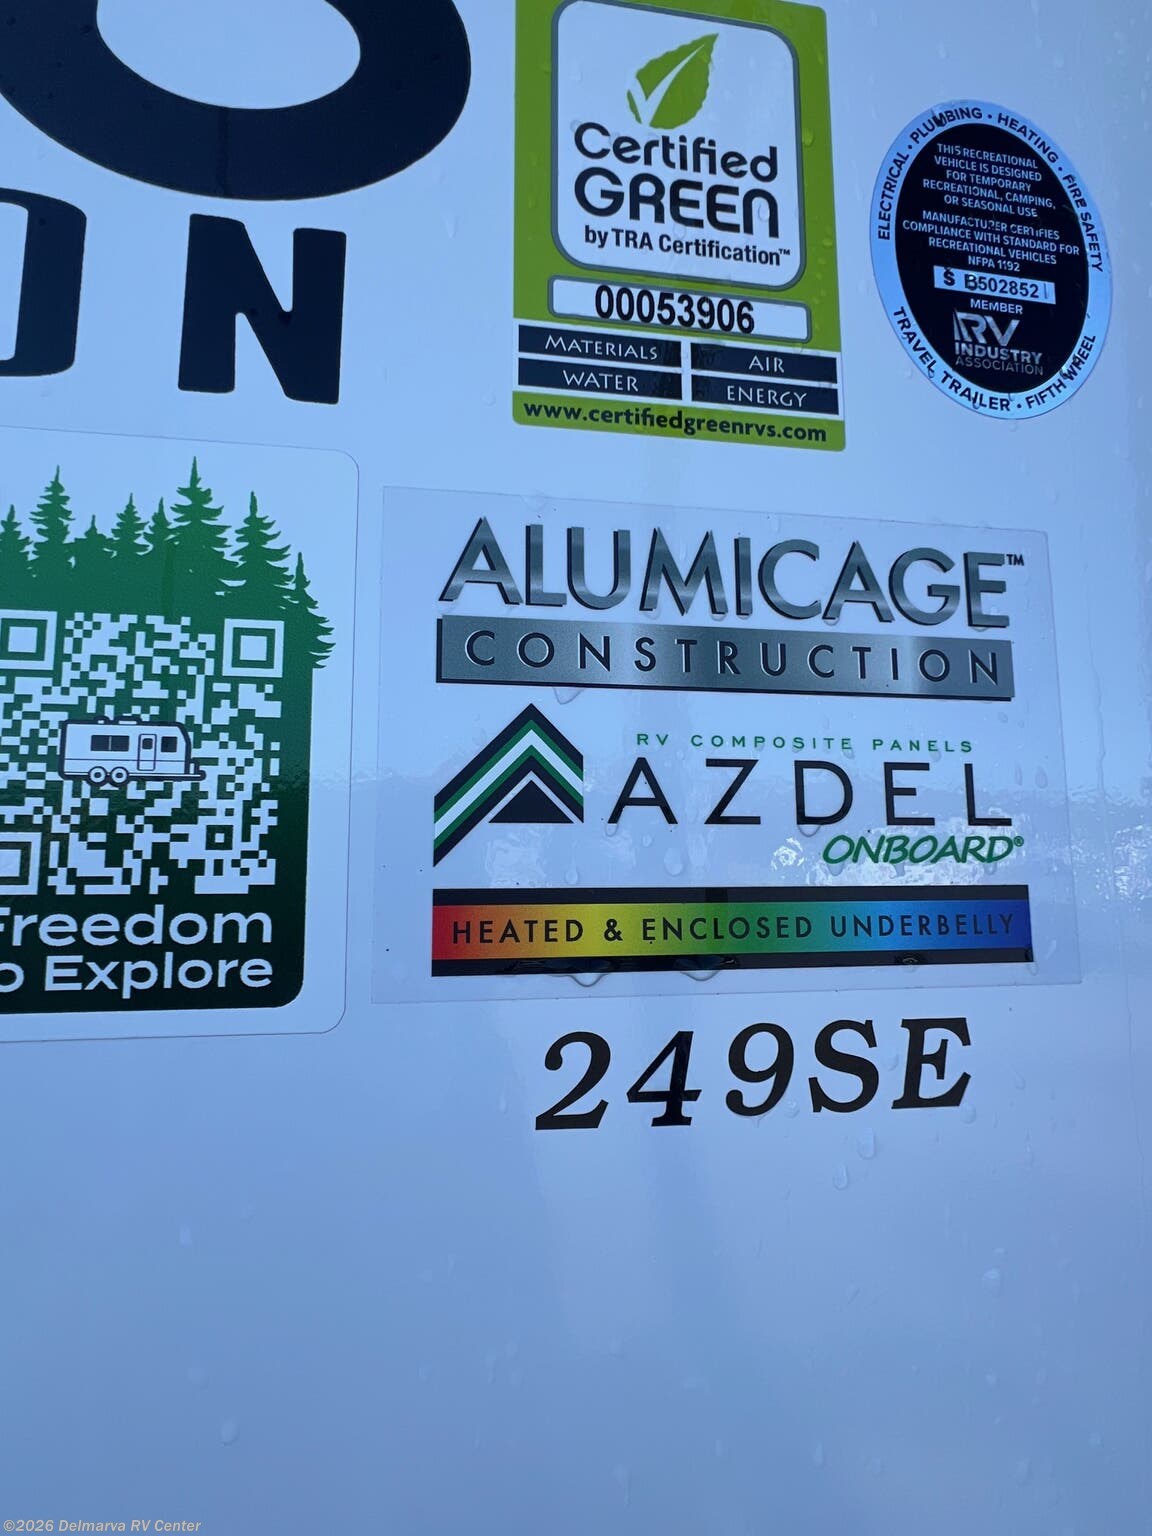 ON
Certified
GREEN
by TRA Certification™
00053906
MATERIALS
AIR
WATER
ENERGY
www.certifiedgreenrvs.com
ELECTRICAL • PLUMBING • HEATING • FIRE SAFETY
THIS RECREATIONAL
VEHICLE IS DESIGNED
FOR TEMPORARY
RECREATIONAL, CAMPING,
OR SEASONAL USE
MANUFACTURER CERTIFIES
COMPLIANCE WITH STANDARD FOR
RECREATIONAL VEHICLES
NFPA 1192
$ B502852
MEMBER
RV
INDUSTRY
ASSOCIATION
TRAVEL TRAILER • FIFTH WHEEL
Freedom
o Explore
ALUMICAGE™
CONSTRUCTION
RV COMPOSITE PANELS
AZDEL
ONBOARD®
HEATED & ENCLOSED UNDERBELLY
249SE
©2026 Delmarva RV Center